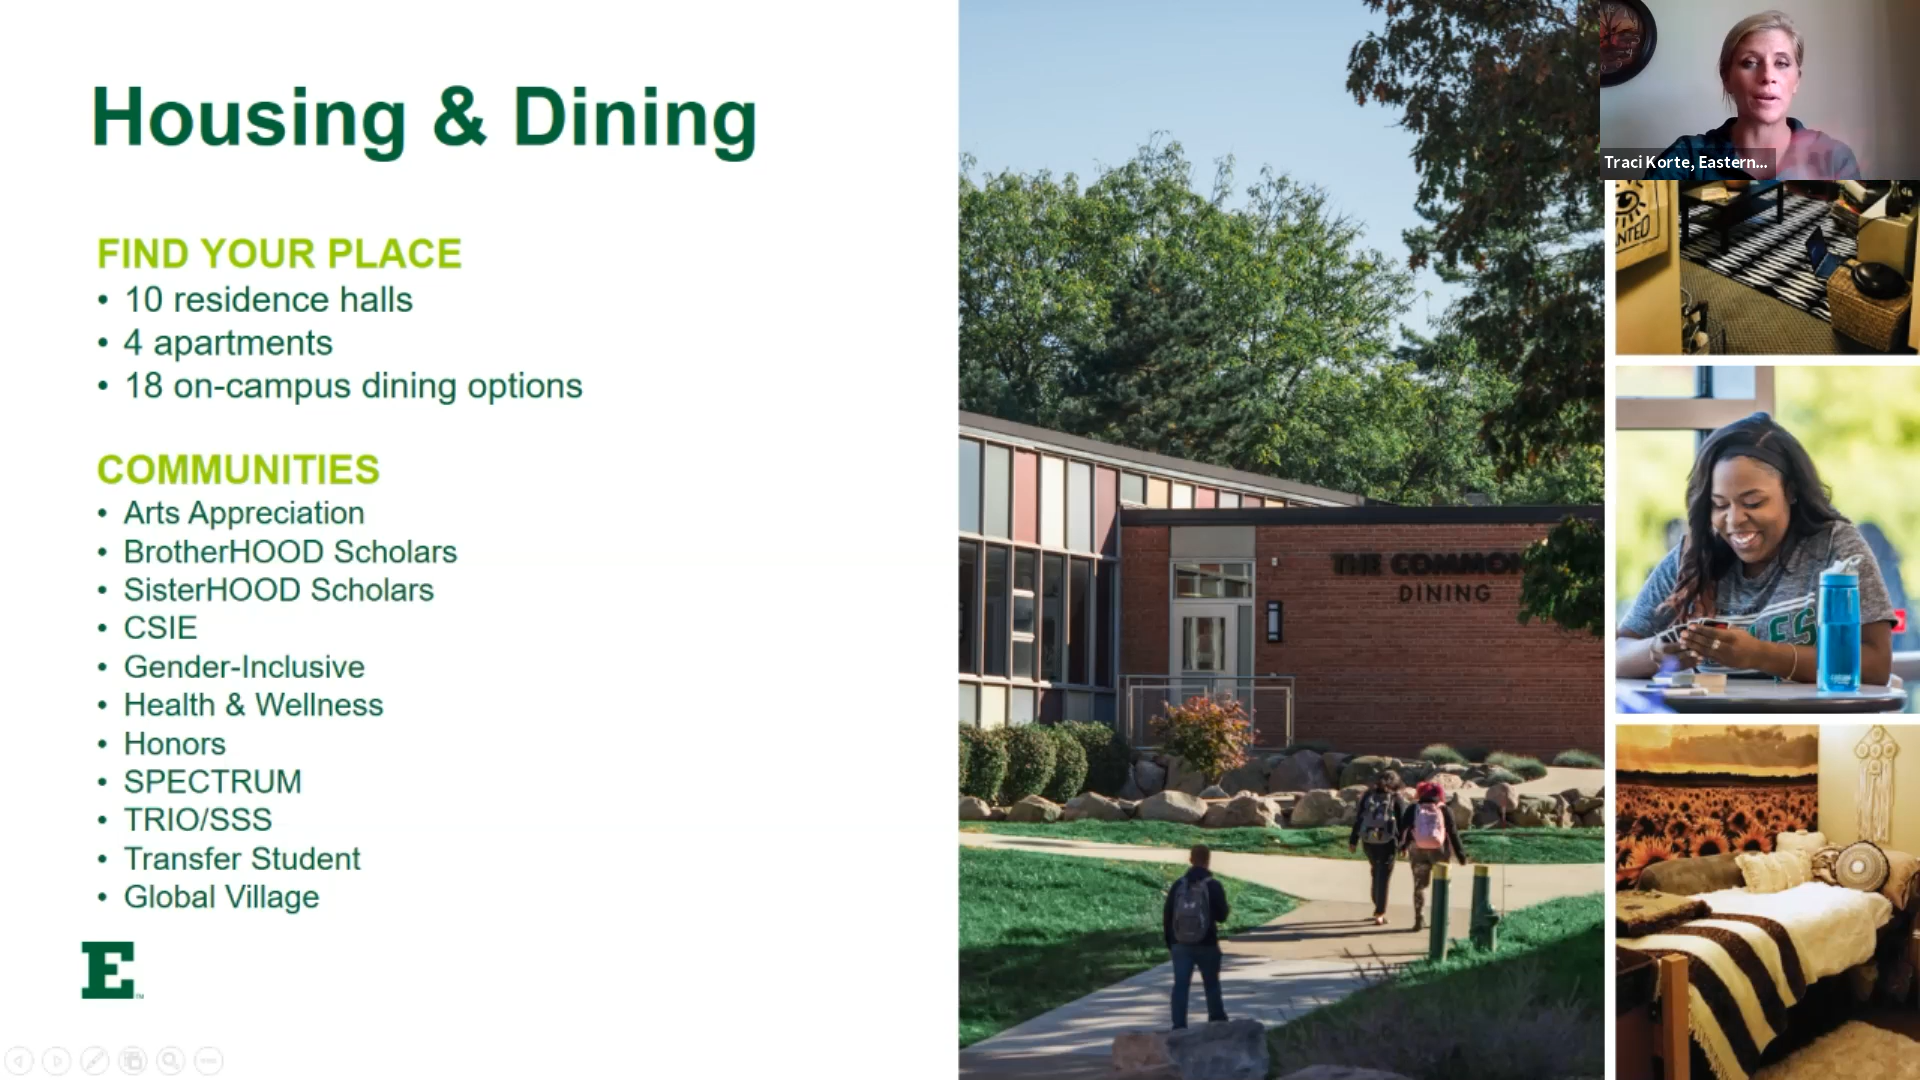 Housing & Dining
FIND YOUR PLACE
• 10 residence halls
• 4 apartments
• 18 on-campus dining options
COMMUNITIES
• Arts Appreciation
• BrotherHOOD Scholars
• SisterHOOD Scholars
• CSIE
• Gender-Inclusive
• Health & Wellness
• Honors
• SPECTRUM
• TRIO/SSS
• Transfer Student
• Global Village
E
THE COMMON
DINING
Traci Korte, Eastern...